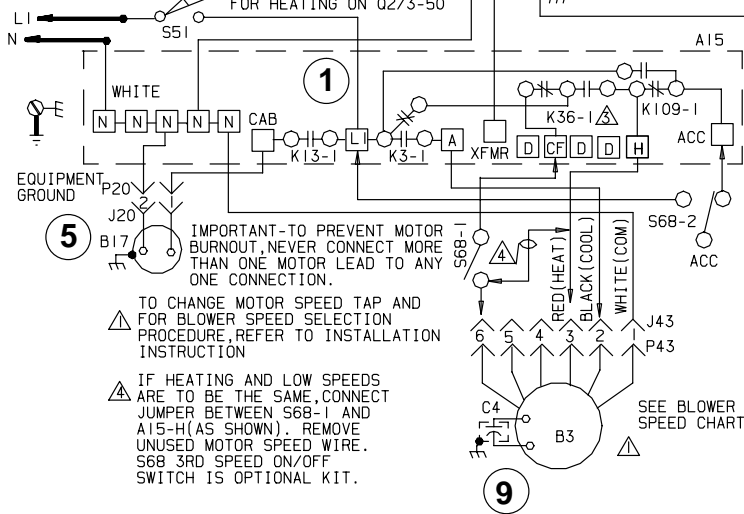 FOR HEATING ON Q2/3-50
L1
S51
N
A15
1
WHITE
N N N N N
CAB
K13-1
L1
K3-1
A
XFMR
K36-1
3
K109-1
D CF D D H
ACC
EQUIPMENT
GROUND
P20
2 1
J20
5
B17
IMPORTANT-TO PREVENT MOTOR
BURNOUT,NEVER CONNECT MORE
THAN ONE MOTOR LEAD TO ANY
ONE CONNECTION.
S68-1
4
RED(HEAT)
BLACK(COOL)
WHITE(COM)
S68-2
ACC
1
TO CHANGE MOTOR SPEED TAP AND
FOR BLOWER SPEED SELECTION
PROCEDURE,REFER TO INSTALLATION
INSTRUCTION
J43
6 5 4 3 2 1
P43
4
IF HEATING AND LOW SPEEDS
ARE TO BE THE SAME,CONNECT
JUMPER BETWEEN S68-1 AND
A15-H(AS SHOWN). REMOVE
UNUSED MOTOR SPEED WIRE.
S68 3RD SPEED ON/OFF
SWITCH IS OPTIONAL KIT.
C4
B3
SEE BLOWER
SPEED CHART
1
9